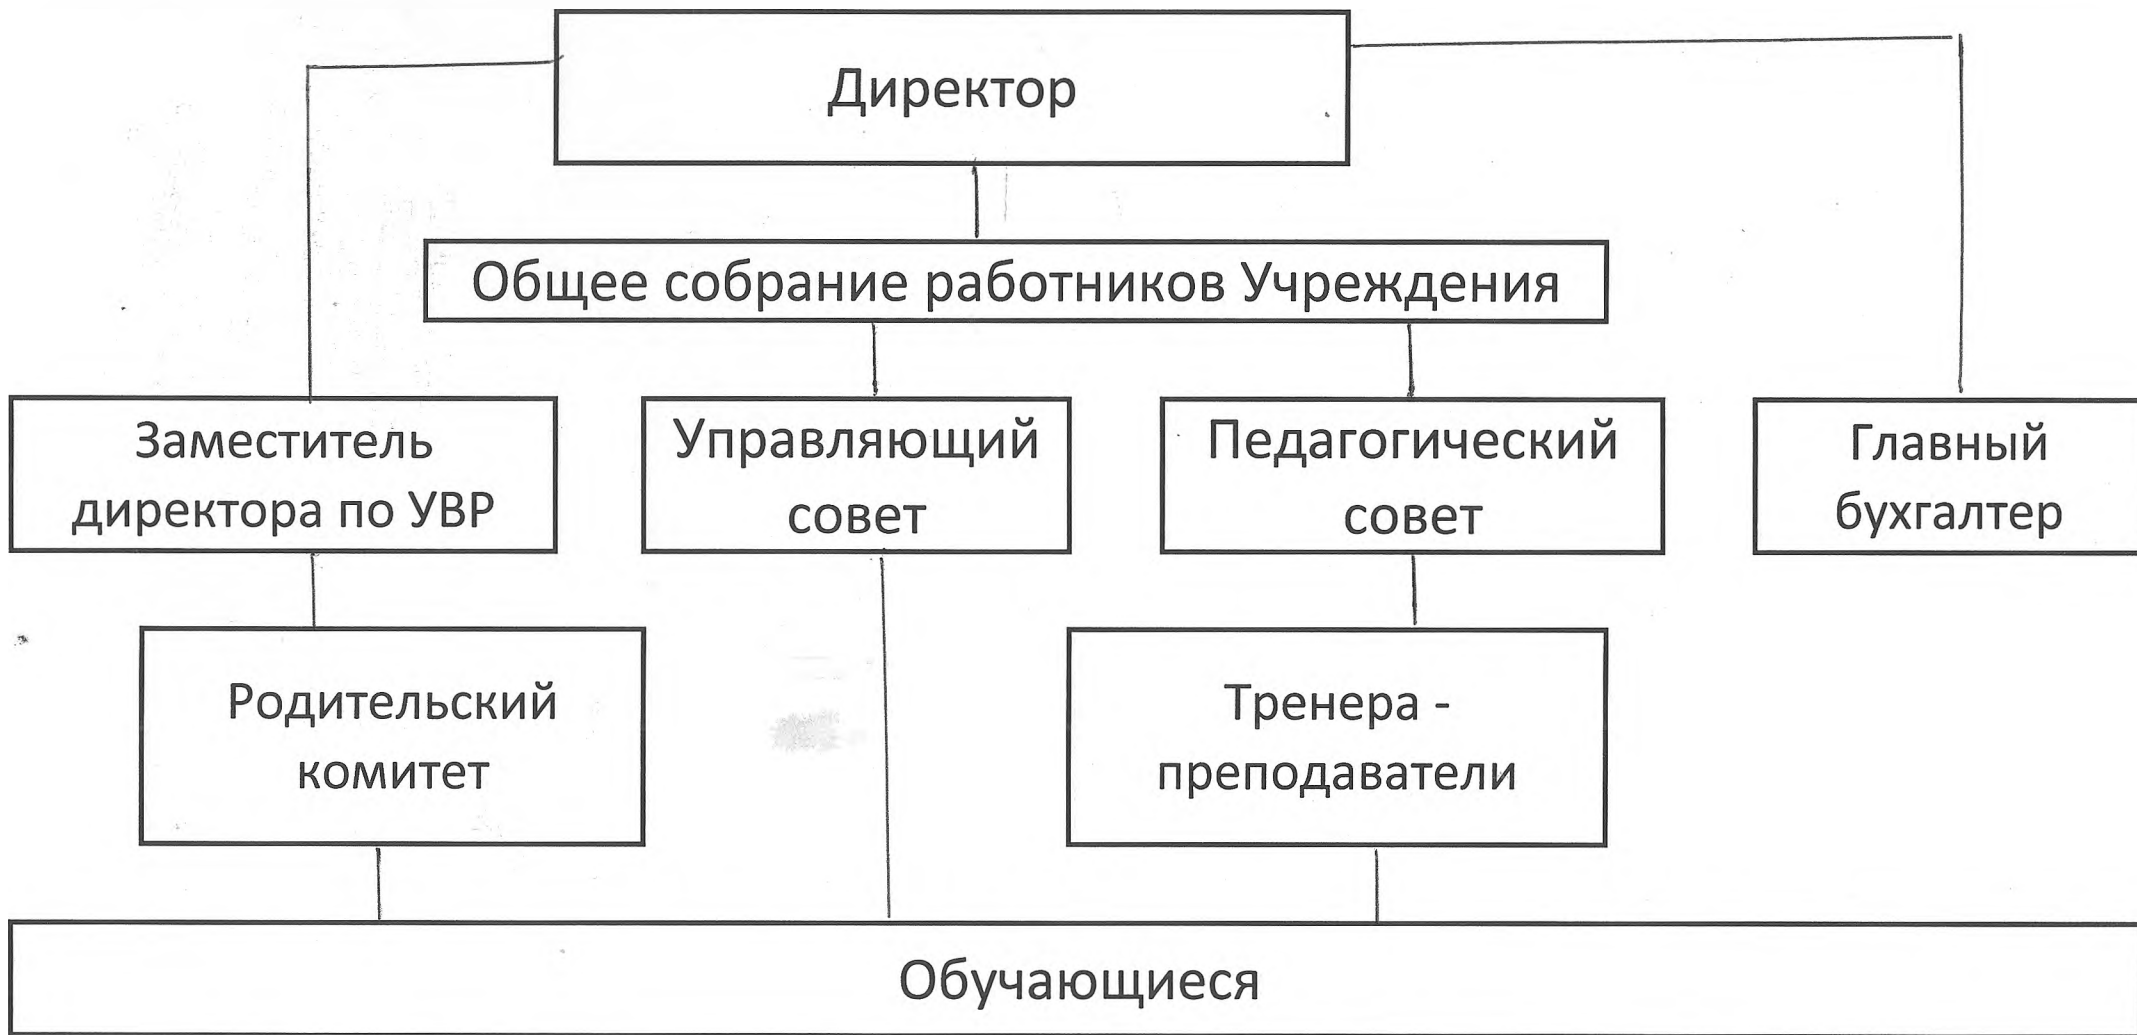 Директор
Общее собрание работников Учреждения
Заместитель
директора по УВР
Управляющий
совет
Педагогический
совет
Главный
бухгалтер
Родительский
комитет
Тренера -
преподаватели
Обучающиеся